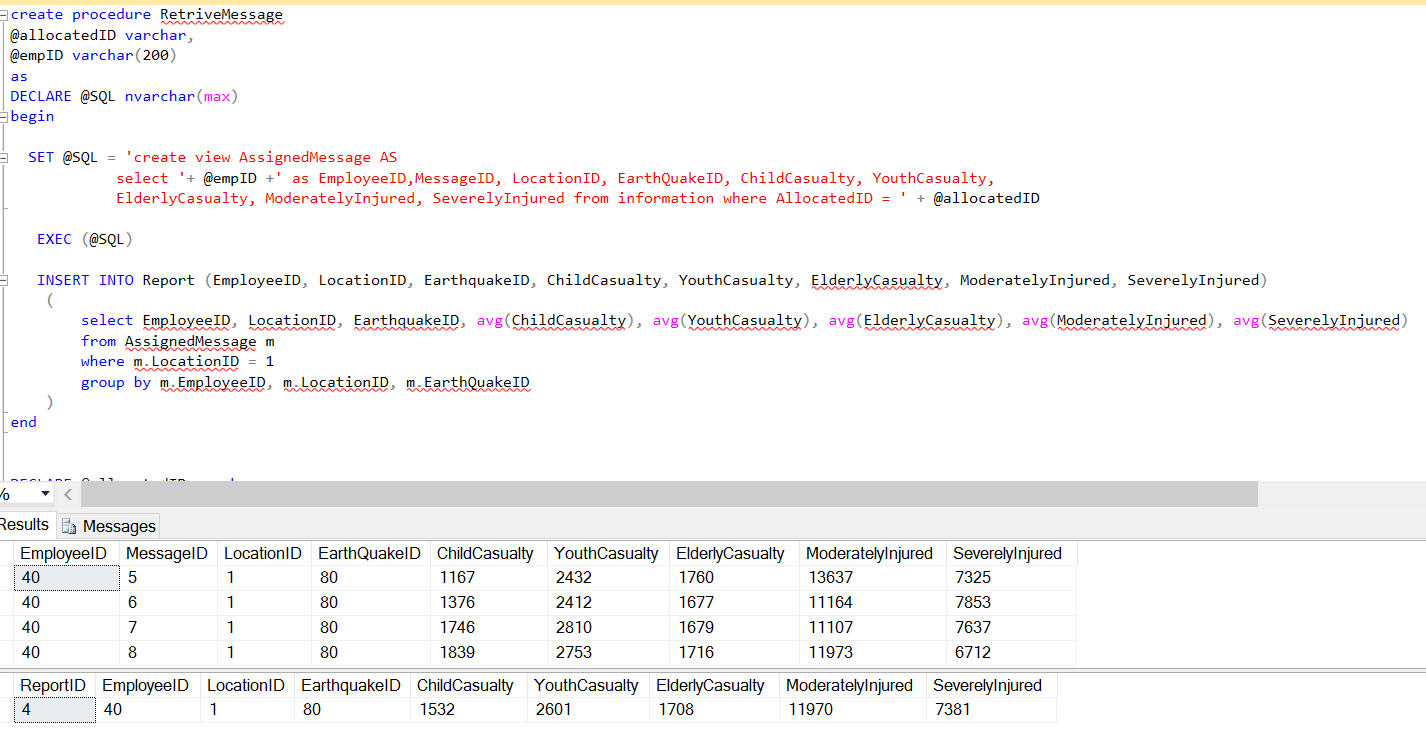 create procedure RetriveMessage
@allocatedID varchar,
@empID varchar(200)
as
DECLARE @SQL nvarchar(max)
begin
SET @SQL = 'create view AssignedMessage AS
select '+ @empID +' as EmployeeID,MessageID, LocationID, EarthQuakeID, ChildCasualty, YouthCasualty,
ElderlyCasualty, ModeratelyInjured, SeverelyInjured from information where AllocatedID = ' + @allocatedID
EXEC (@SQL)
INSERT INTO Report (EmployeeID, LocationID, EarthquakeID, ChildCasualty, YouthCasualty, ElderlyCasualty, ModeratelyInjured, SeverelyInjured)
(
select EmployeeID, LocationID, EarthquakeID, avg(ChildCasualty), avg(YouthCasualty), avg(ElderlyCasualty), avg(ModeratelyInjured), avg(SeverelyInjured)
from AssignedMessage m
where m.LocationID = 1
group by m.EmployeeID, m.LocationID, m.EarthQuakeID
)
end
%
Results Messages
EmployeeID MessageID LocationID EarthQuakeID ChildCasualty YouthCasualty ElderlyCasualty ModeratelyInjured SeverelyInjured
40 5 1 80 1167 2432 1760 13637 7325
40 6 1 80 1376 2412 1677 11164 7853
40 7 1 80 1746 2810 1679 11107 7637
40 8 1 80 1839 2753 1716 11973 6712
ReportID EmployeeID LocationID EarthquakeID ChildCasualty YouthCasualty ElderlyCasualty ModeratelyInjured SeverelyInjured
4 40 1 80 1532 2601 1708 11970 7381